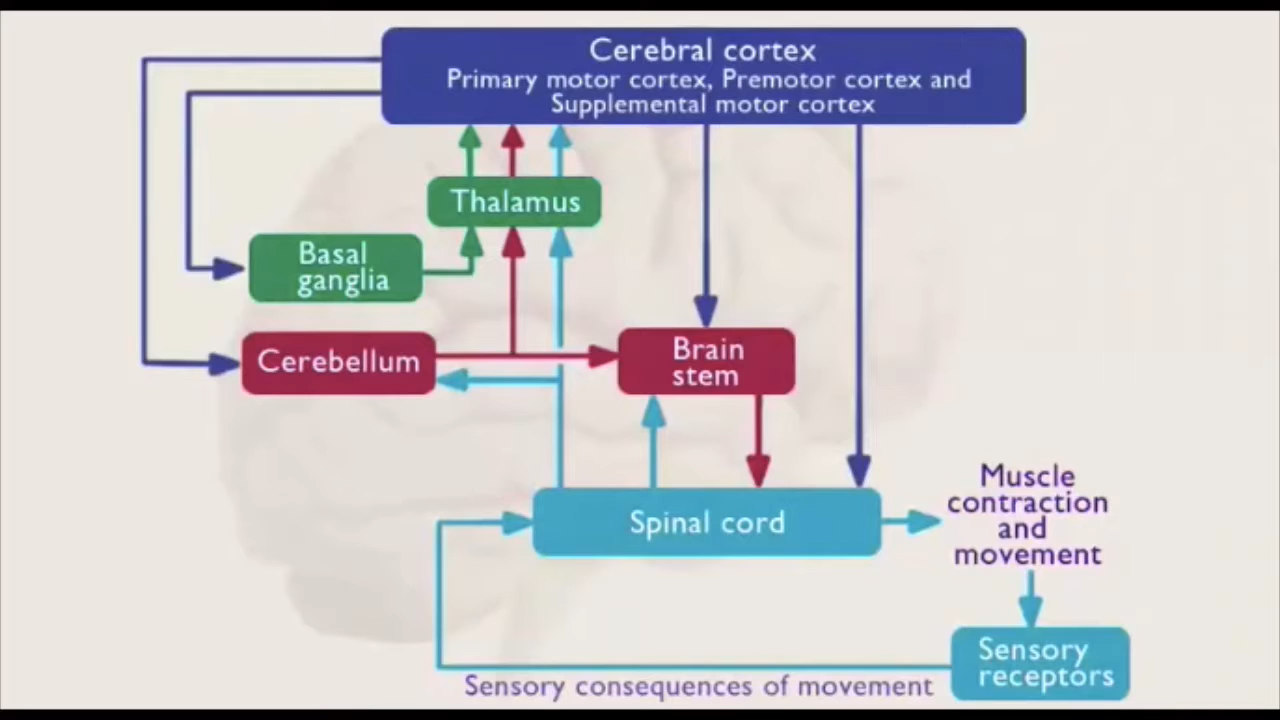 Cerebral cortex
Primary motor cortex, Premotor cortex and
Supplemental motor cortex
Thalamus
Basal
ganglia
Cerebellum
Brain
stem
Spinal cord
Muscle
contraction
and
movement
Sensory
receptors
Sensory consequences of movement